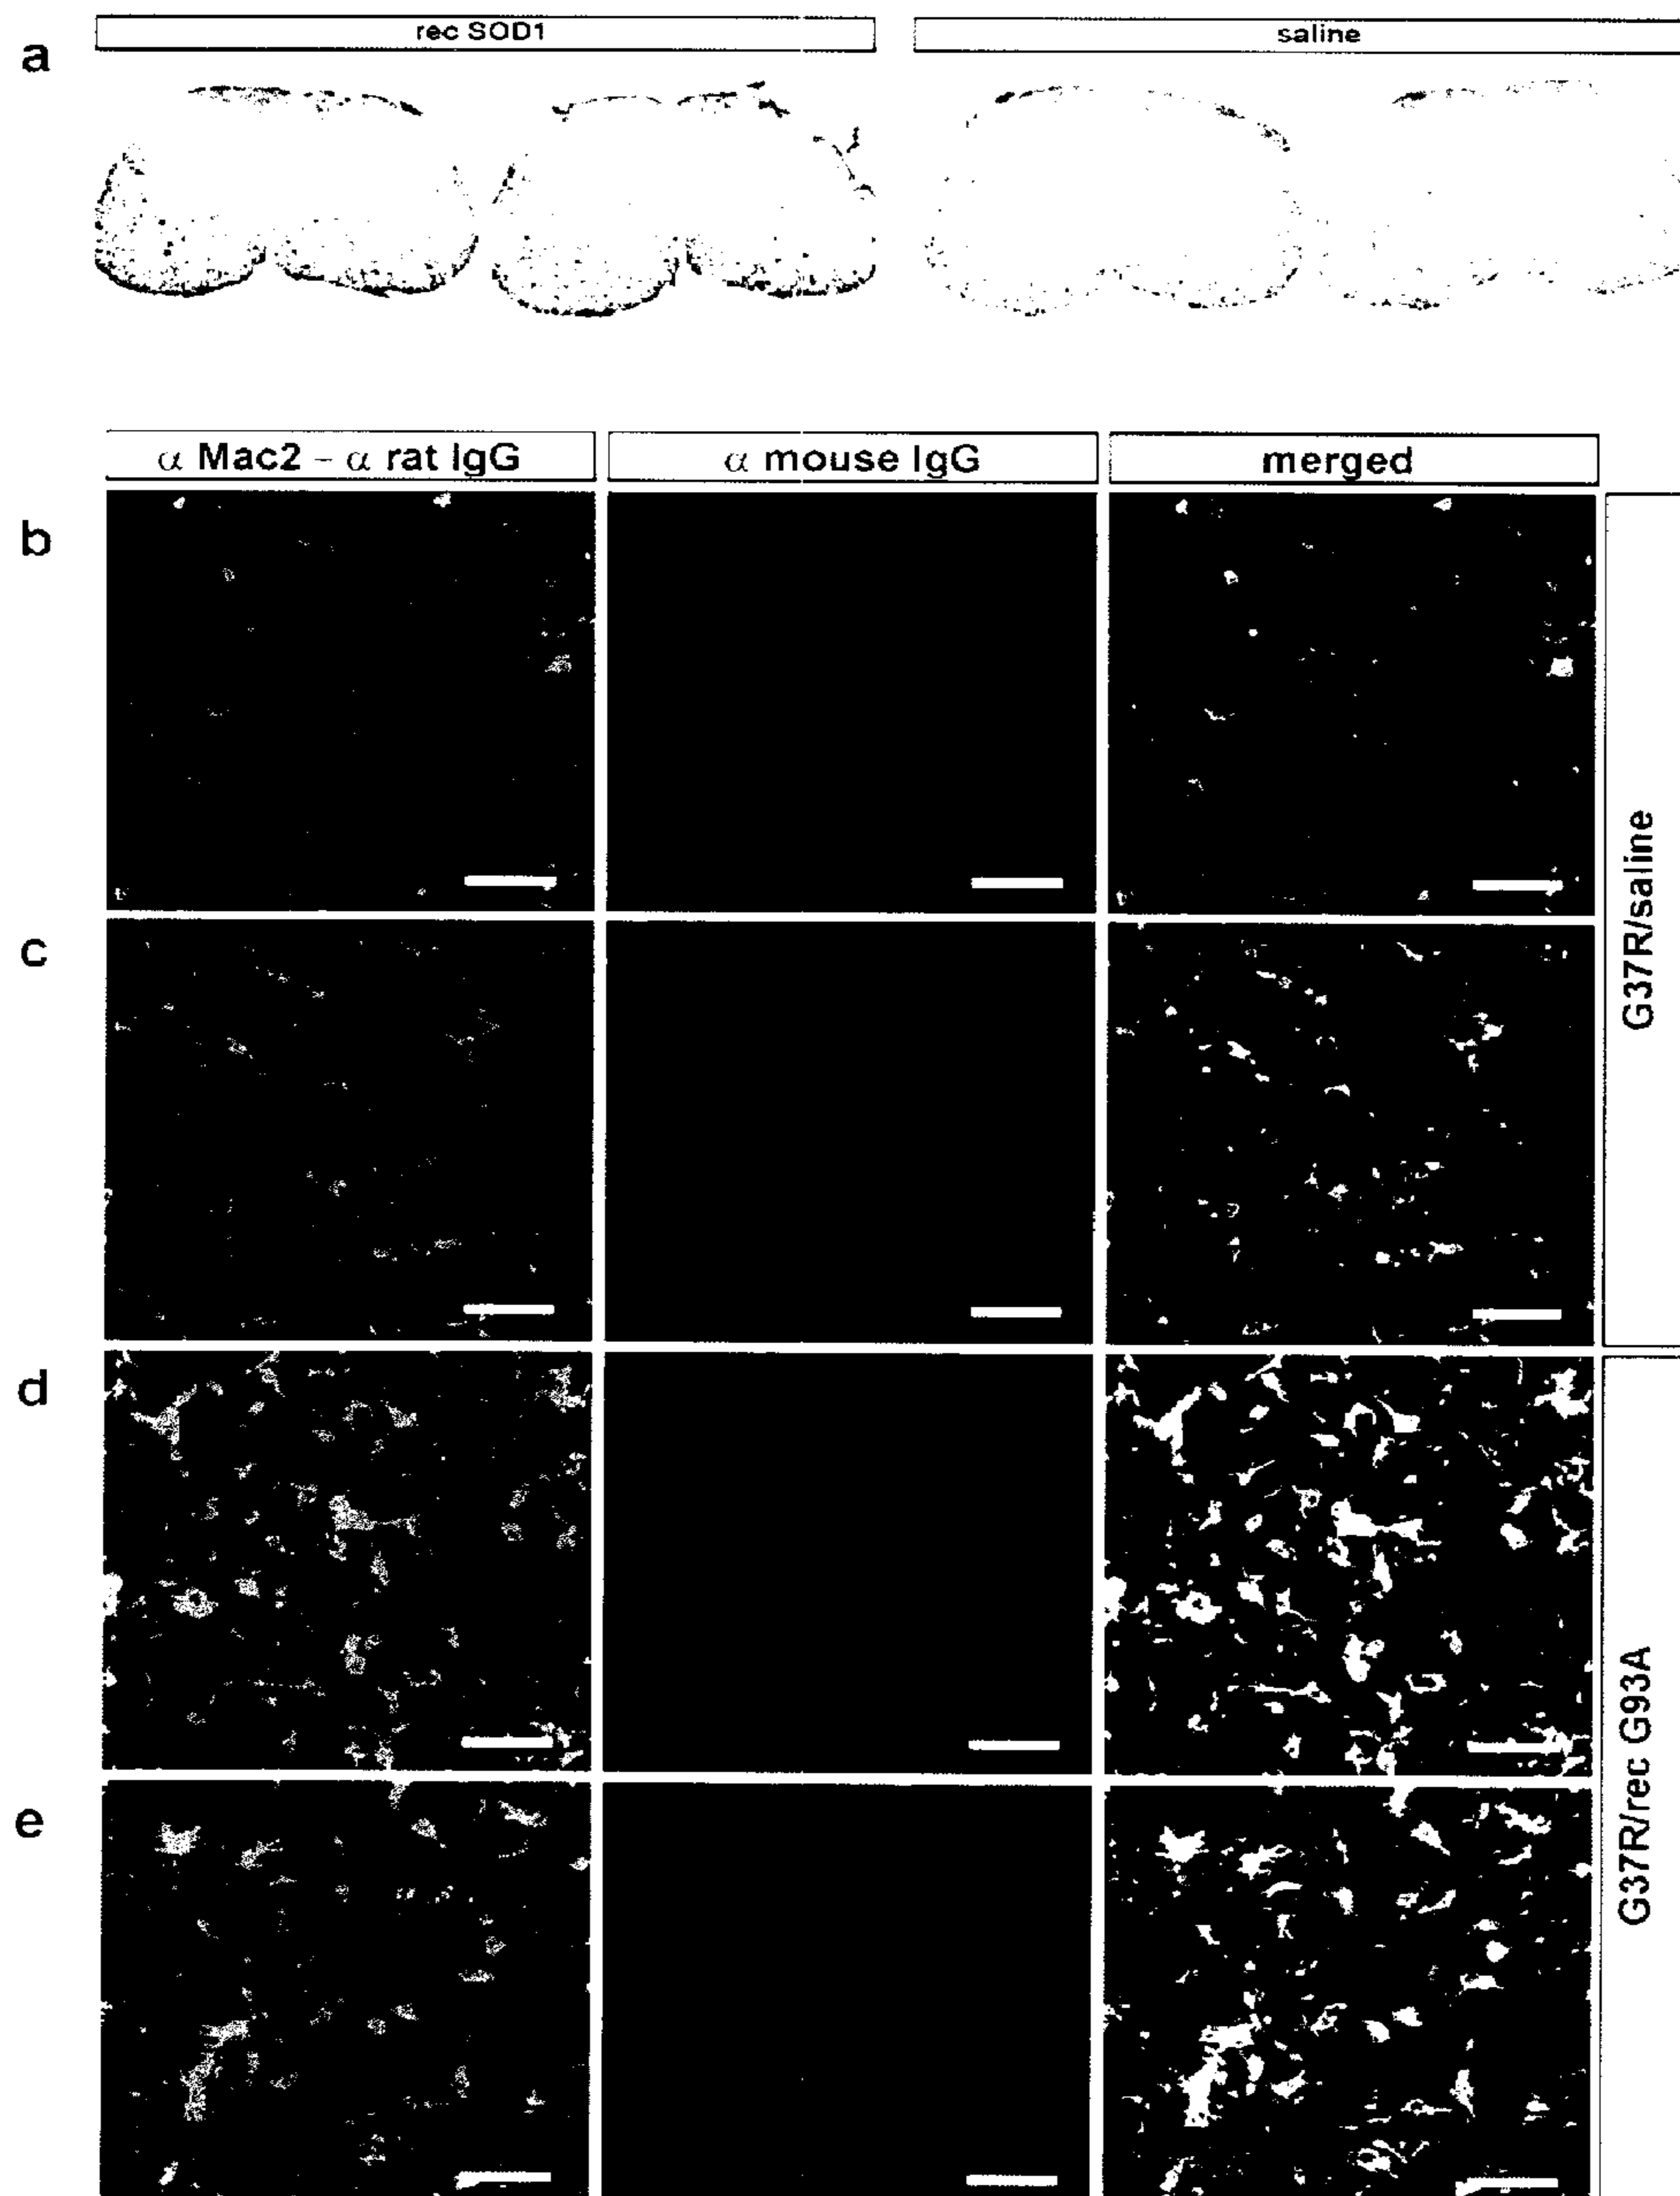 a
rec SOD1
saline
α Mac2 – α rat IgG
α mouse IgG
merged
b
c
G37R/saline
d
e
G37R/rec G93A